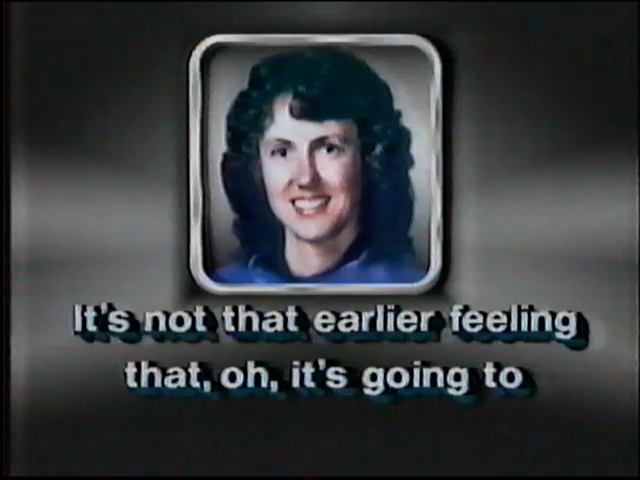 It's not that earlier feeling
that, oh, it's going to